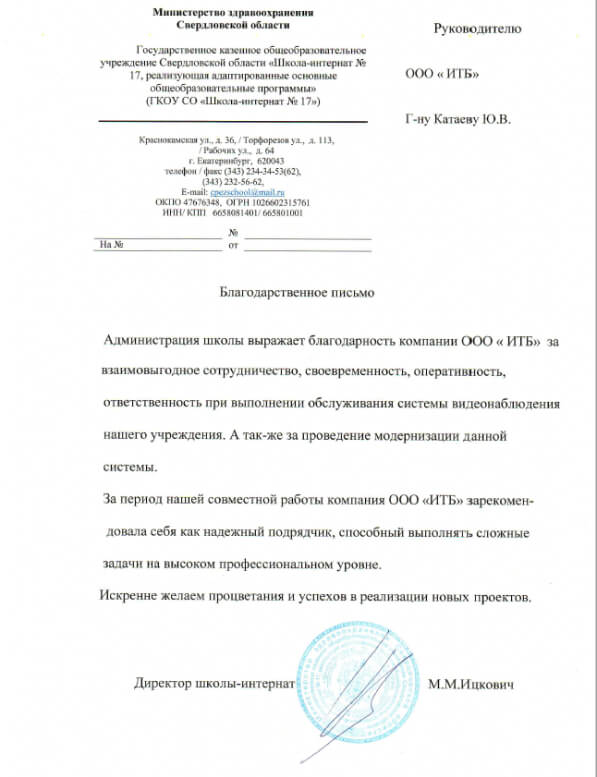 Министерство здравоохранения
Свердловской области
Государственное казенное общеобразовательное
учреждение Свердловской области «Школа-интернат №
17, реализующая адаптированные основные
общеобразовательные программы»
(ГКОУ СО «Школа-интернат № 17»)
Краснокамская ул., д. 36, / Торфорезов ул., д. 113,
/ Рабочих ул., д. 64
г. Екатеринбург, 620043
телефон / факс (343) 234-34-53(62),
(343) 232-56-62,
E-mail: cpezschool@mail.ru
ОКПО 47676348, ОГРН 1026602315761
ИНН/ КПП 6658081401/ 665801001
№
На № от
Руководителю
ООО « ИТБ»
Г-ну Катаеву Ю.В.
Благодарственное письмо
Администрация школы выражает благодарность компании ООО « ИТБ» за
взаимовыгодное сотрудничество, своевременность, оперативность,
ответственность при выполнении обслуживания системы видеонаблюдения
нашего учреждения. А так-же за проведение модернизации данной
системы.
За период нашей совместной работы компания ООО «ИТБ» зарекомен-
довала себя как надежный подрядчик, способный выполнять сложные
задачи на высоком профессиональном уровне.
Искренне желаем процветания и успехов в реализации новых проектов.
Директор школы-интернат М.М.Ицкович